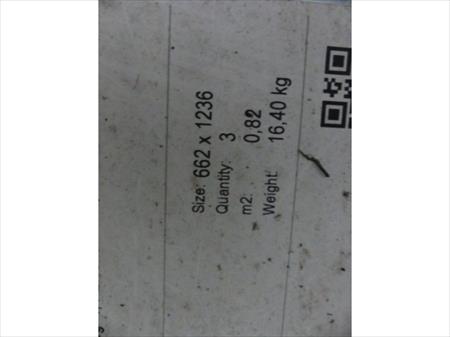 Size: 662 x 1236
Quantity: 3
m2: 0,82
Weight: 16,40 kg